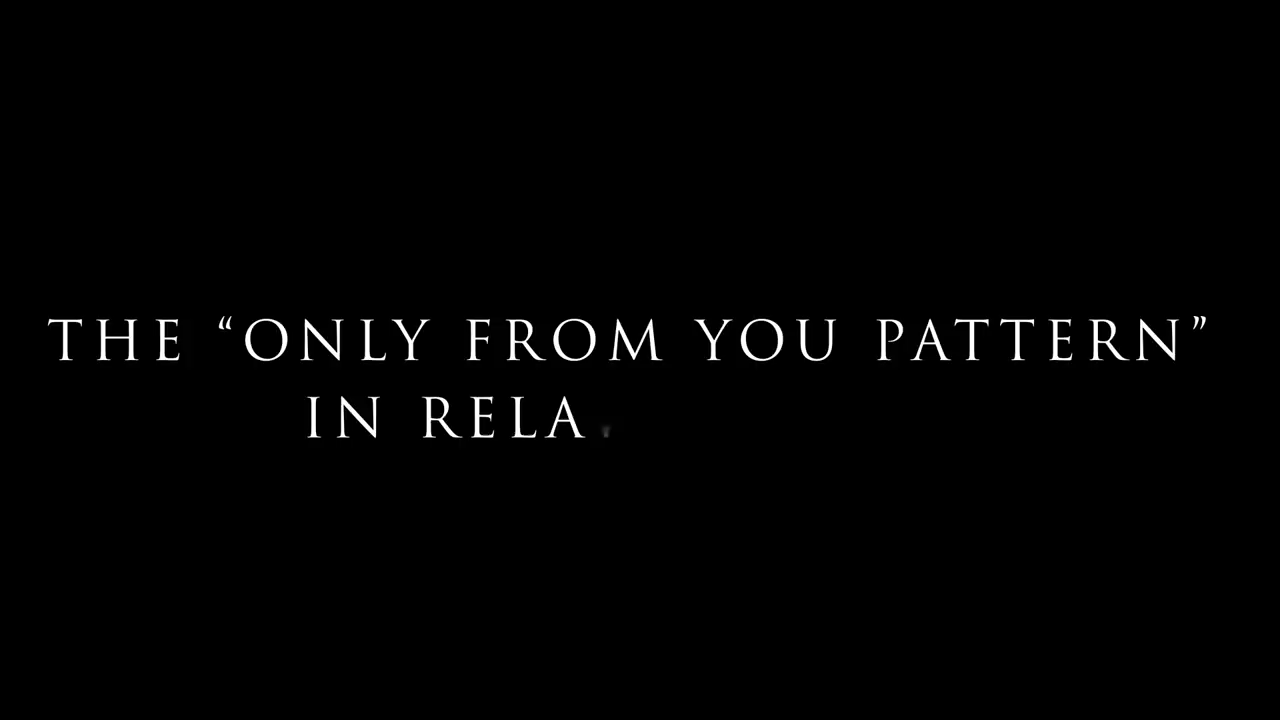 THE “ONLY FROM YOU PATTERN”
IN RELA